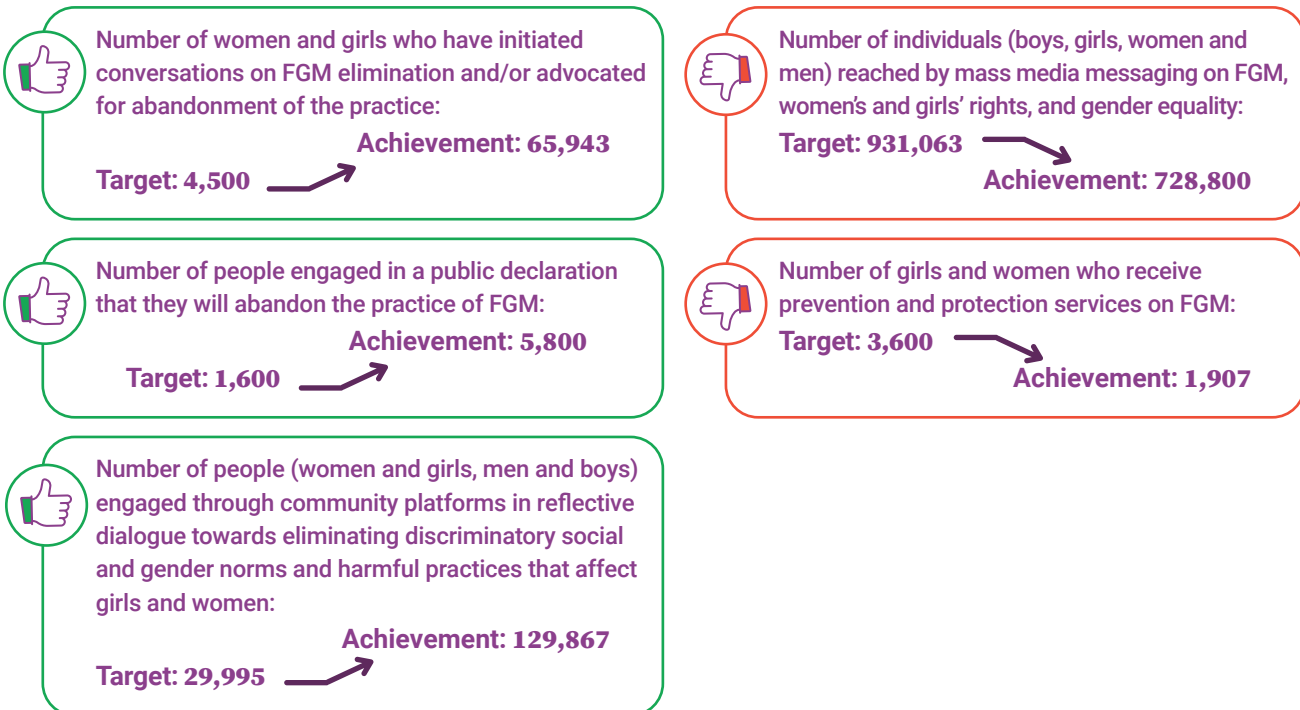 Number of women and girls who have initiated
conversations on FGM elimination and/or advocated
for abandonment of the practice:
Achievement: 65,943
Target: 4,500
Number of people engaged in a public declaration
that they will abandon the practice of FGM:
Achievement: 5,800
Target: 1,600
Number of people (women and girls, men and boys)
engaged through community platforms in reflective
dialogue towards eliminating discriminatory social
and gender norms and harmful practices that affect
girls and women:
Achievement: 129,867
Target: 29,995
Number of individuals (boys, girls, women and
men) reached by mass media messaging on FGM,
women's and girls' rights, and gender equality:
Target: 931,063
Achievement: 728,800
Number of girls and women who receive
prevention and protection services on FGM:
Target: 3,600
Achievement: 1,907